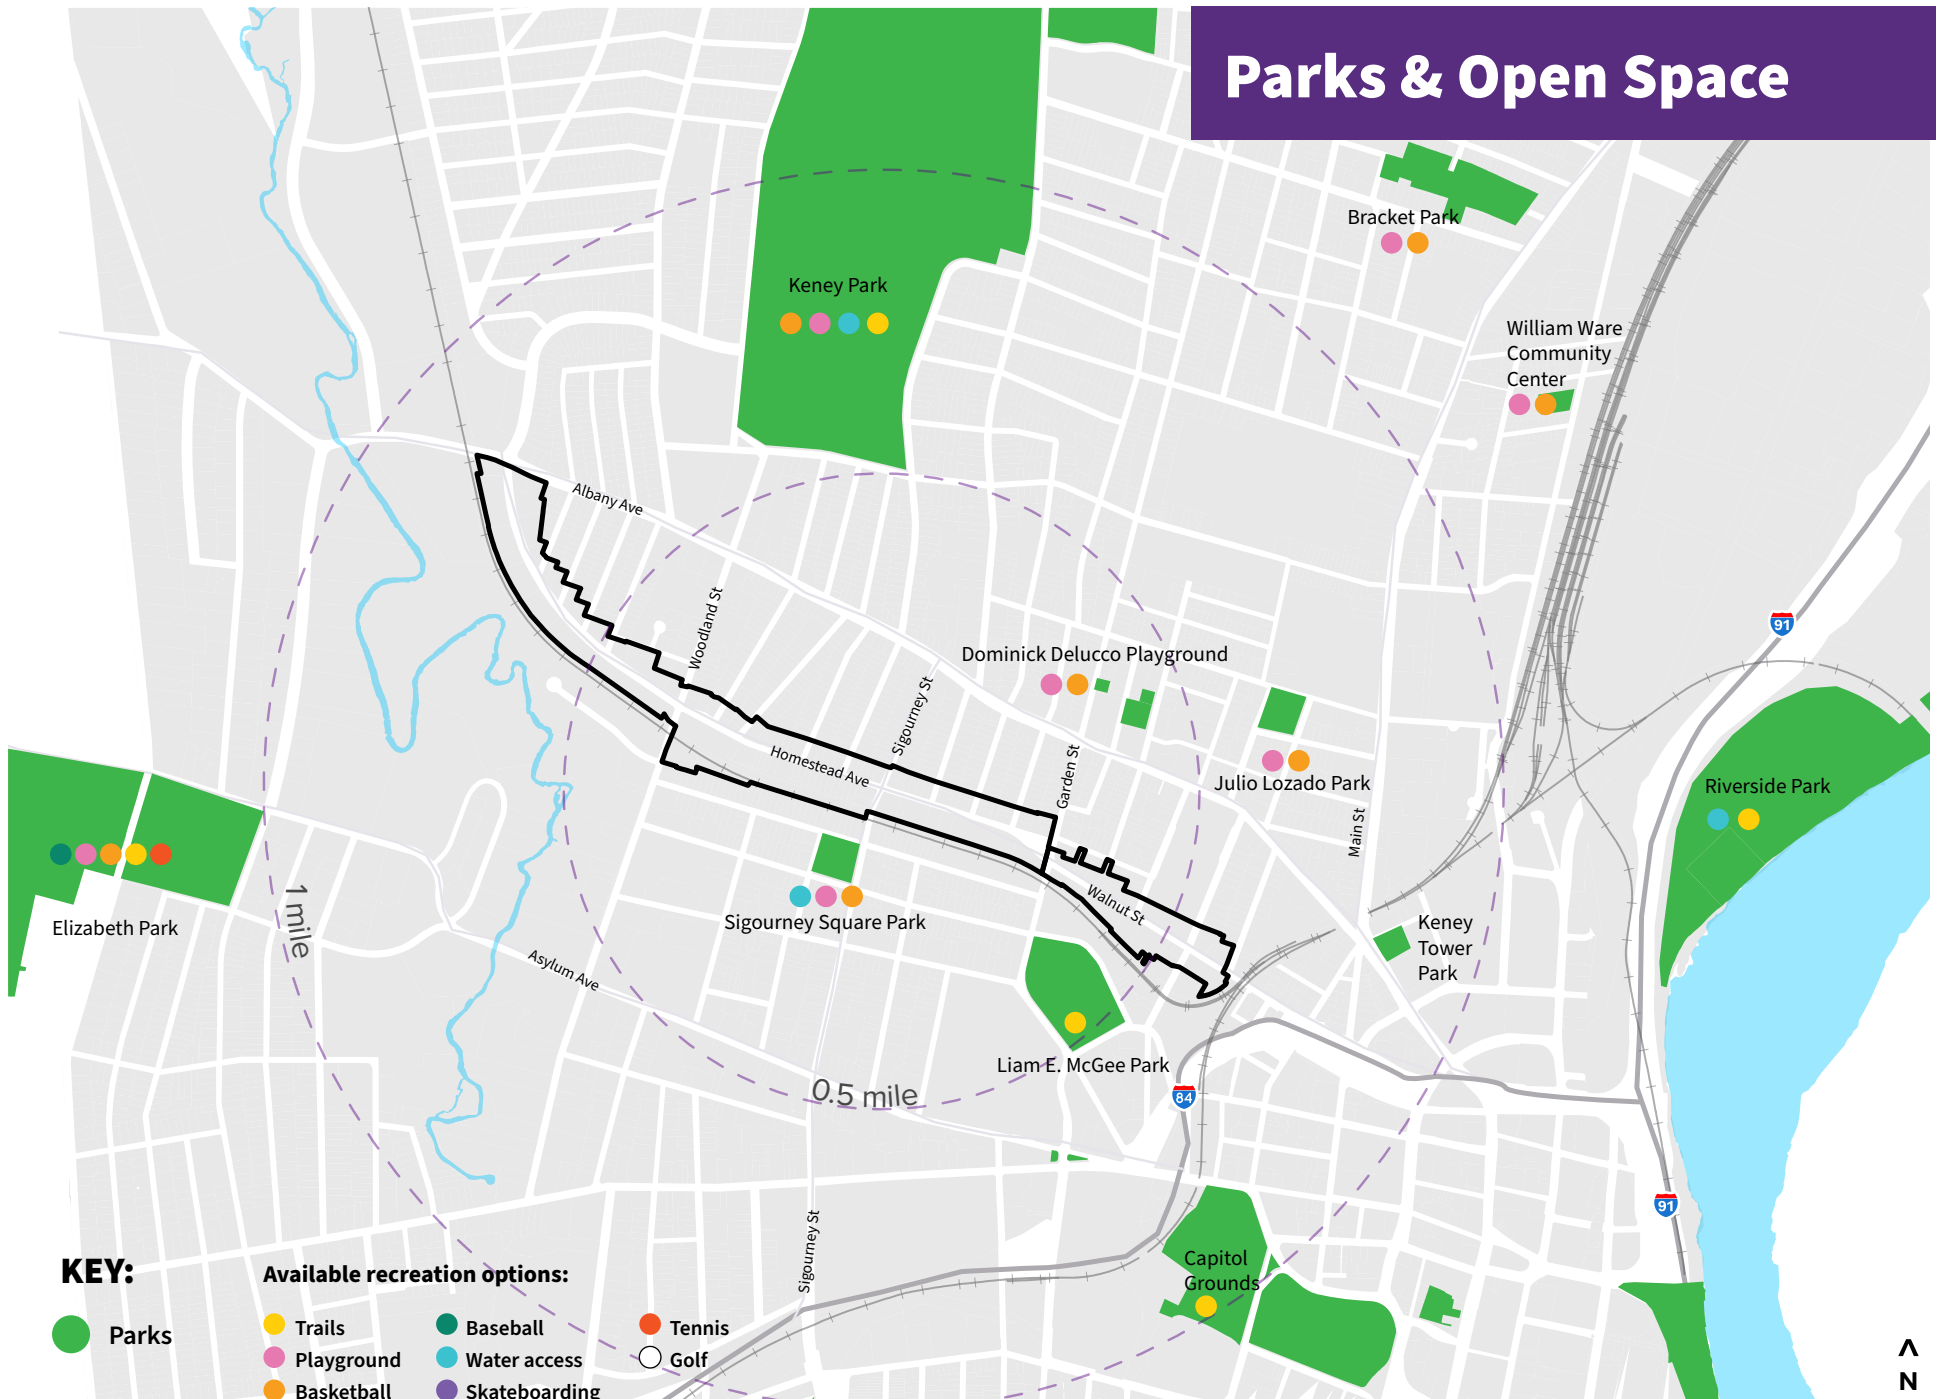 Parks & Open Space
Bracket Park
Keney Park
William Ware
Community
Center
Albany Ave
Woodland St
Dominick Delucco Playground
Sigourney St
Garden St
Homestead Ave
Julio Lozado Park
Main St
91
Riverside Park
Walnut St
Elizabeth Park
1 mile
Sigourney Square Park
Keney
Tower
Park
Asylum Ave
Liam E. McGee Park
0.5 mile
84
91
Sigourney St
Capitol
Grounds
KEY:
Parks
Available recreation options:
Trails
Playground
Basketball
Baseball
Water access
Skateboarding
Tennis
Golf
N